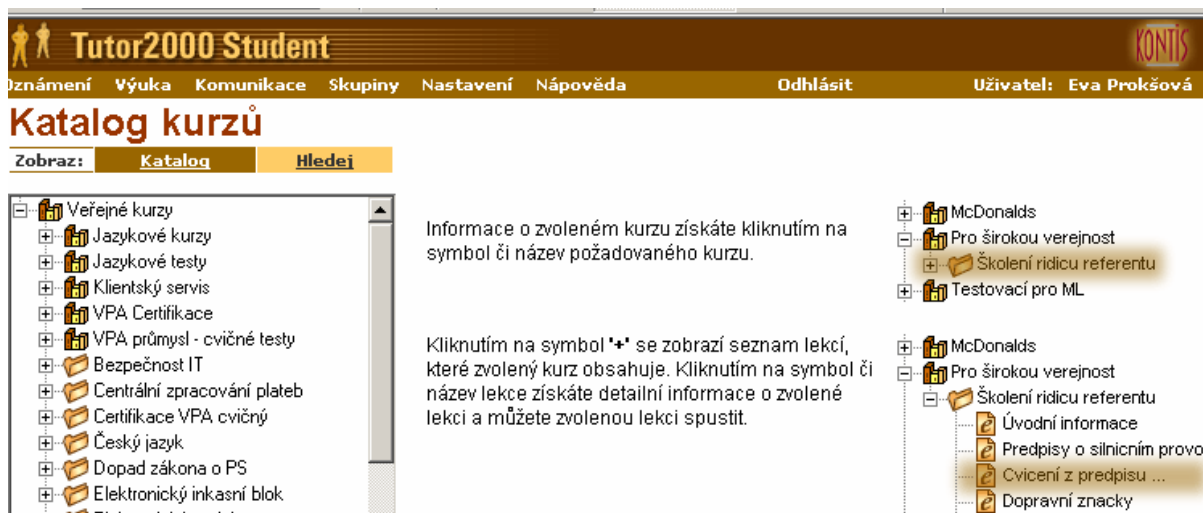 Tutor2000 Student
KONTIS
Oznámení Výuka Komunikace Skupiny Nastavení Nápověda Odhlásit Uživatel: Eva Prokšová
Katalog kurzů
Zobraz: Katalog Hledej
Veřejné kurzy
Jazykové kurzy
Jazykové testy
Klientský servis
VPA Certifikace
VPA průmysl - cvičné testy
Bezpečnost IT
Centrální zpracování plateb
Certifikace VPA cvičný
Český jazyk
Dopad zákona o PS
Elektronický inkasní blok
Informace o zvoleném kurzu získáte kliknutím na
symbol či název požadovaného kurzu.
Kliknutím na symbol '+' se zobrazí seznam lekcí,
které zvolený kurz obsahuje. Kliknutím na symbol či
název lekce získáte detailní informace o zvolené
lekci a můžete zvolenou lekci spustit.
McDonalds
Pro širokou verejnost
Školení ridicu referentu
Testovací pro ML
McDonalds
Pro širokou verejnost
Školení ridicu referentu
Úvodní informace
Predpisy o silnicním provo
Cvicení z predpisu ...
Dopravní znacky